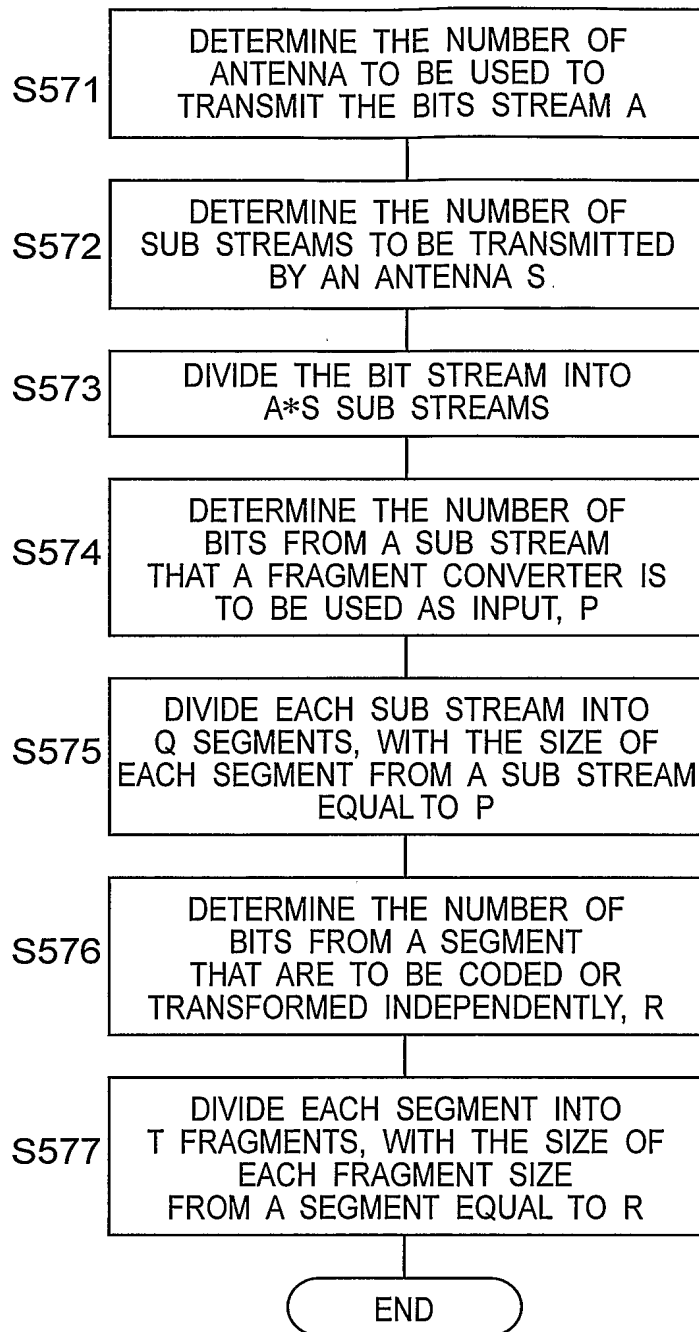 S571
DETERMINE THE NUMBER OF
ANTENNA TO BE USED TO
TRANSMIT THE BITS STREAM A
S572
DETERMINE THE NUMBER OF
SUB STREAMS TO BE TRANSMITTED
BY AN ANTENNA S
S573
DIVIDE THE BIT STREAM INTO
A*S SUB STREAMS
S574
DETERMINE THE NUMBER OF
BITS FROM A SUB STREAM
THAT A FRAGMENT CONVERTER IS
TO BE USED AS INPUT, P
S575
DIVIDE EACH SUB STREAM INTO
Q SEGMENTS, WITH THE SIZE OF
EACH SEGMENT FROM A SUB STREAM
EQUAL TO P
S576
DETERMINE THE NUMBER OF
BITS FROM A SEGMENT
THAT ARE TO BE CODED OR
TRANSFORMED INDEPENDENTLY, R
S577
DIVIDE EACH SEGMENT INTO
T FRAGMENTS, WITH THE SIZE OF
EACH FRAGMENT SIZE
FROM A SEGMENT EQUAL TO R
END